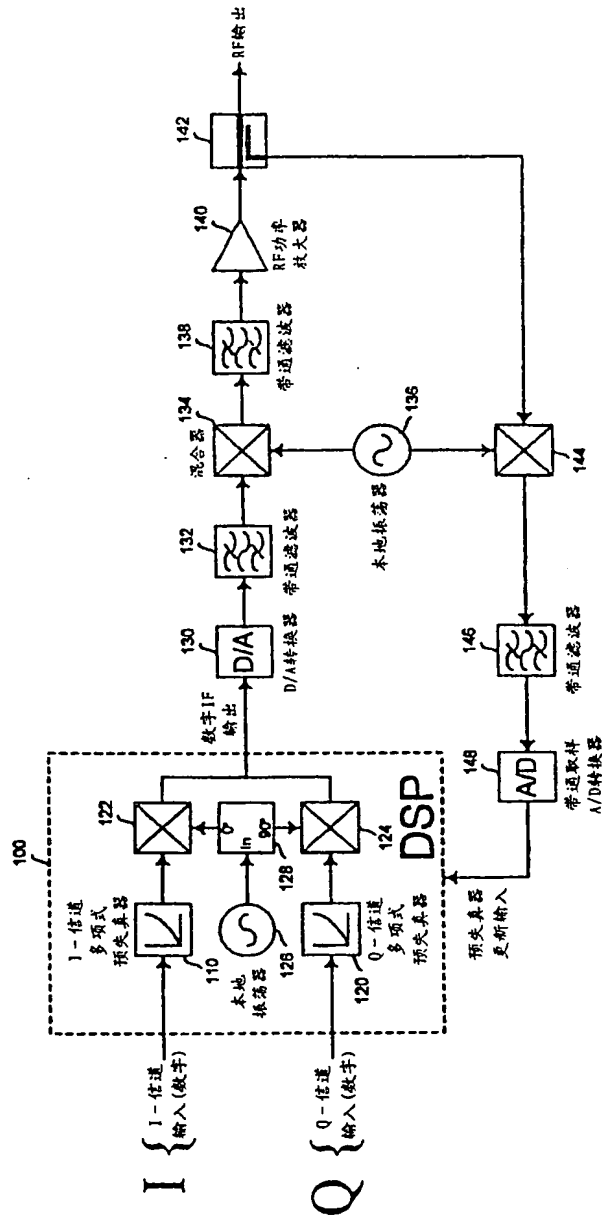 I
I-信道
输入(数字)
Q
Q-信道
输入(数字)
100
I-信道
多项式
预失真器
110
本地
振荡器
126
Q-信道
多项式
预失真器
120
122
0°
In
90°
128
124
DSP
数字IF
输出
130
D/A
D/A转换器
132
带通滤波器
134
混合器
136
本地振荡器
138
带通滤波器
140
RF功率
放大器
142
RF输出
144
146
带通滤波器
148
A/D
带通取样
A/D转换器
预失真器
更新输入